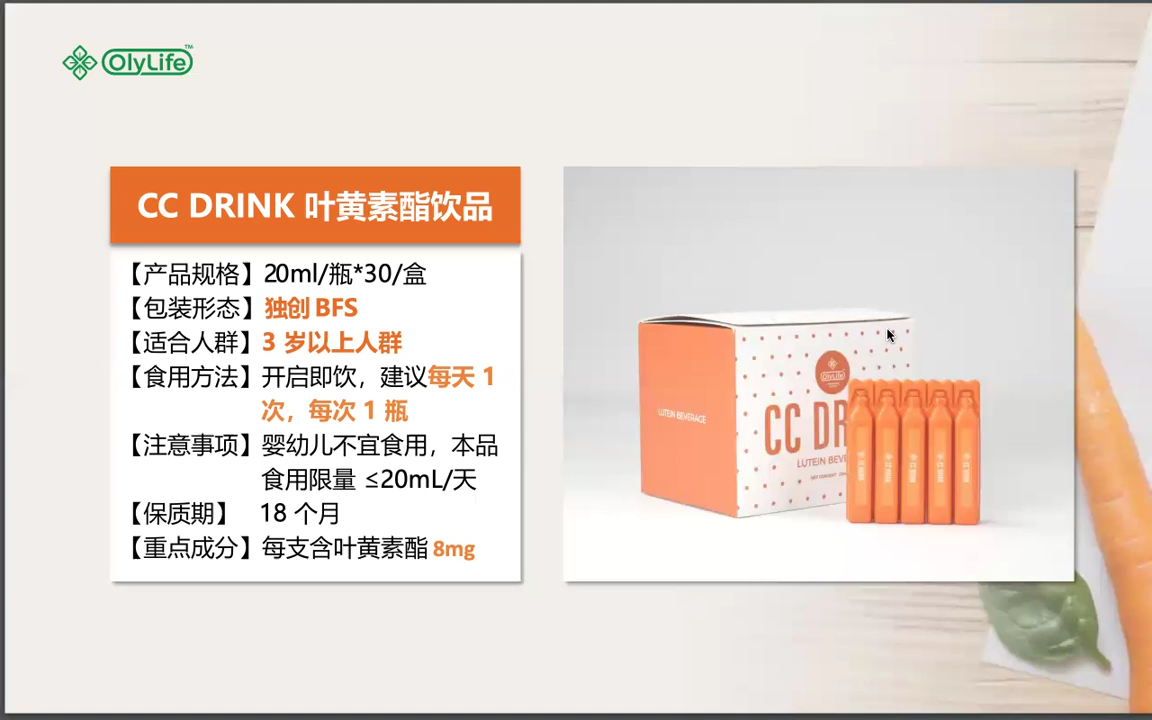 OlyLife™
CC DRINK 叶黄素酯饮品
【产品规格】20ml/瓶*30/盒
【包装形态】独创 BFS
【适合人群】3 岁以上人群
【食用方法】开启即饮，建议每天 1
次，每次 1 瓶
【注意事项】婴幼儿不宜食用，本品
食用限量 ≤20mL/天
【保质期】 18 个月
【重点成分】每支含叶黄素酯 8mg
LUTEIN BEVERAGE
OlyLife
CC DR
LUTEIN BEV